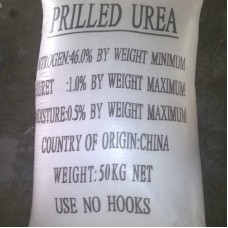 PRILLED UREA
NITROGEN:46.0% BY WEIGHT MINIMUM
BIURET :1.0% BY WEIGHT MAXIMUM
MOISTURE:0.5% BY WEIGHT MAXIMUM
COUNTRY OF ORIGIN:CHINA
WEIGHT:50KG NET
USE NO HOOKS